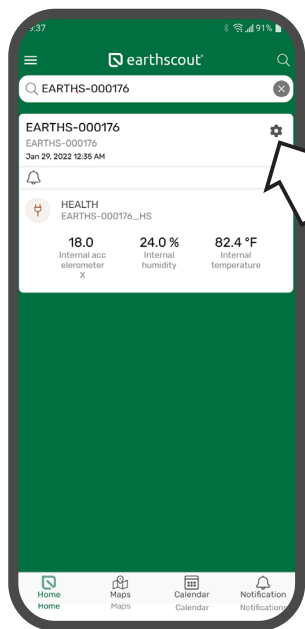 9:37 91%
earthscout
EARTHS-000176
EARTHS-000176
EARTHS-000176
Jan 29, 2022 12:35 AM
HEALTH
EARTHS-000176_HS
18.0 24.0 % 82.4 °F
Internal acc Internal Internal
elerometer humidity temperature
X
Home Maps Calendar Notification
Home Maps Calendar Notifications